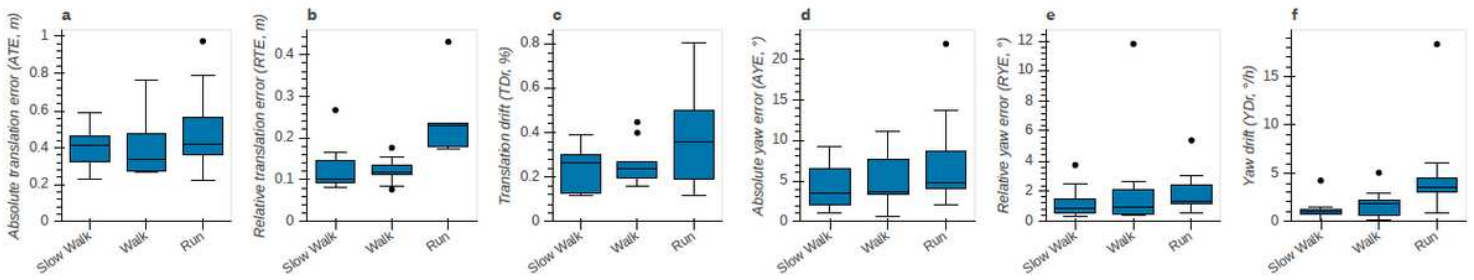 a
Absolute translation error (ATE, m)
1
0.8
0.6
0.4
0.2
0
Slow Walk
Walk
Run
b
Relative translation error (RTE, m)
0.4
0.3
0.2
0.1
0
Slow Walk
Walk
Run
c
Translation drift (TDr, %)
0.8
0.6
0.4
0.2
0
Slow Walk
Walk
Run
d
Absolute yaw error (AYE, °)
20
15
10
5
0
Slow Walk
Walk
Run
e
Relative yaw error (RYE, °)
12
10
8
6
4
2
0
Slow Walk
Walk
Run
f
Yaw drift (YDr, °/h)
15
10
5
0
Slow Walk
Walk
Run